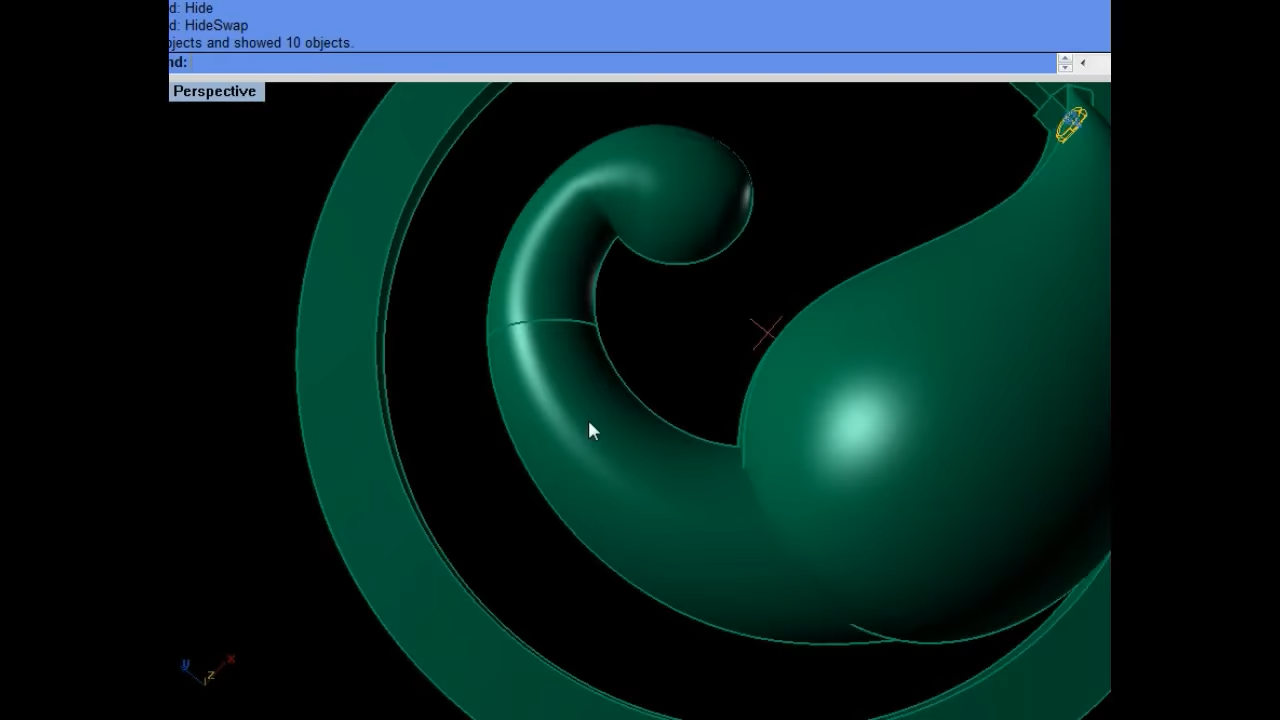 d: Hide
d: HideSwap
bjects and showed 10 objects.
nd:
Perspective
y
x
z